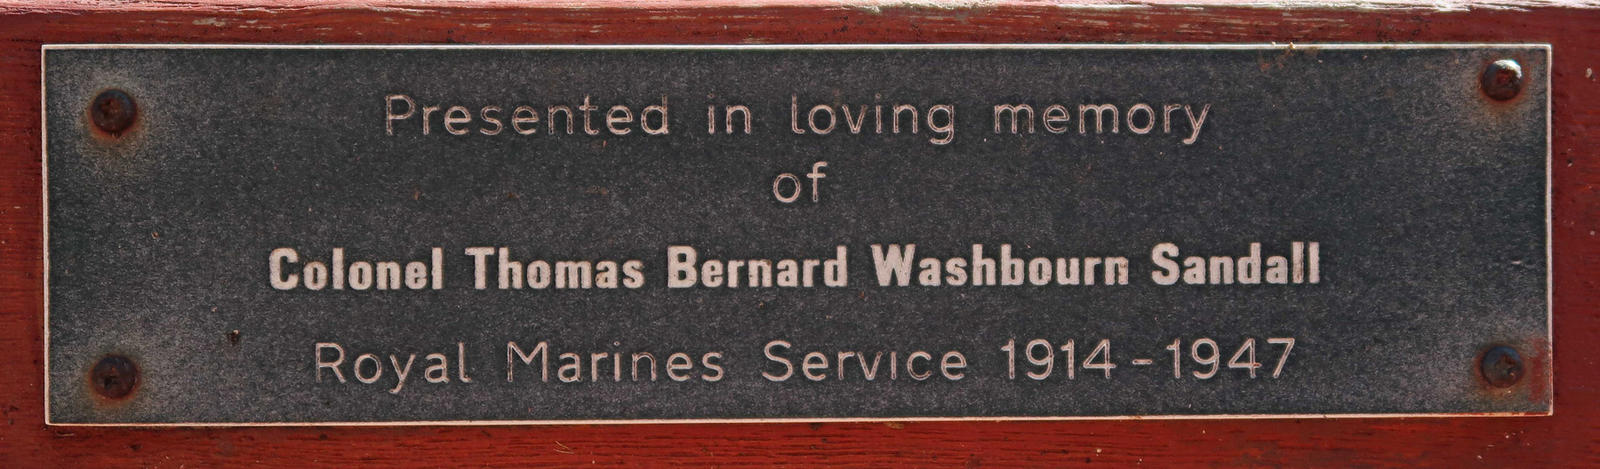 Presented in loving memory
of
Colonel Thomas Bernard Washbourn Sandall
Royal Marines Service 1914-1947